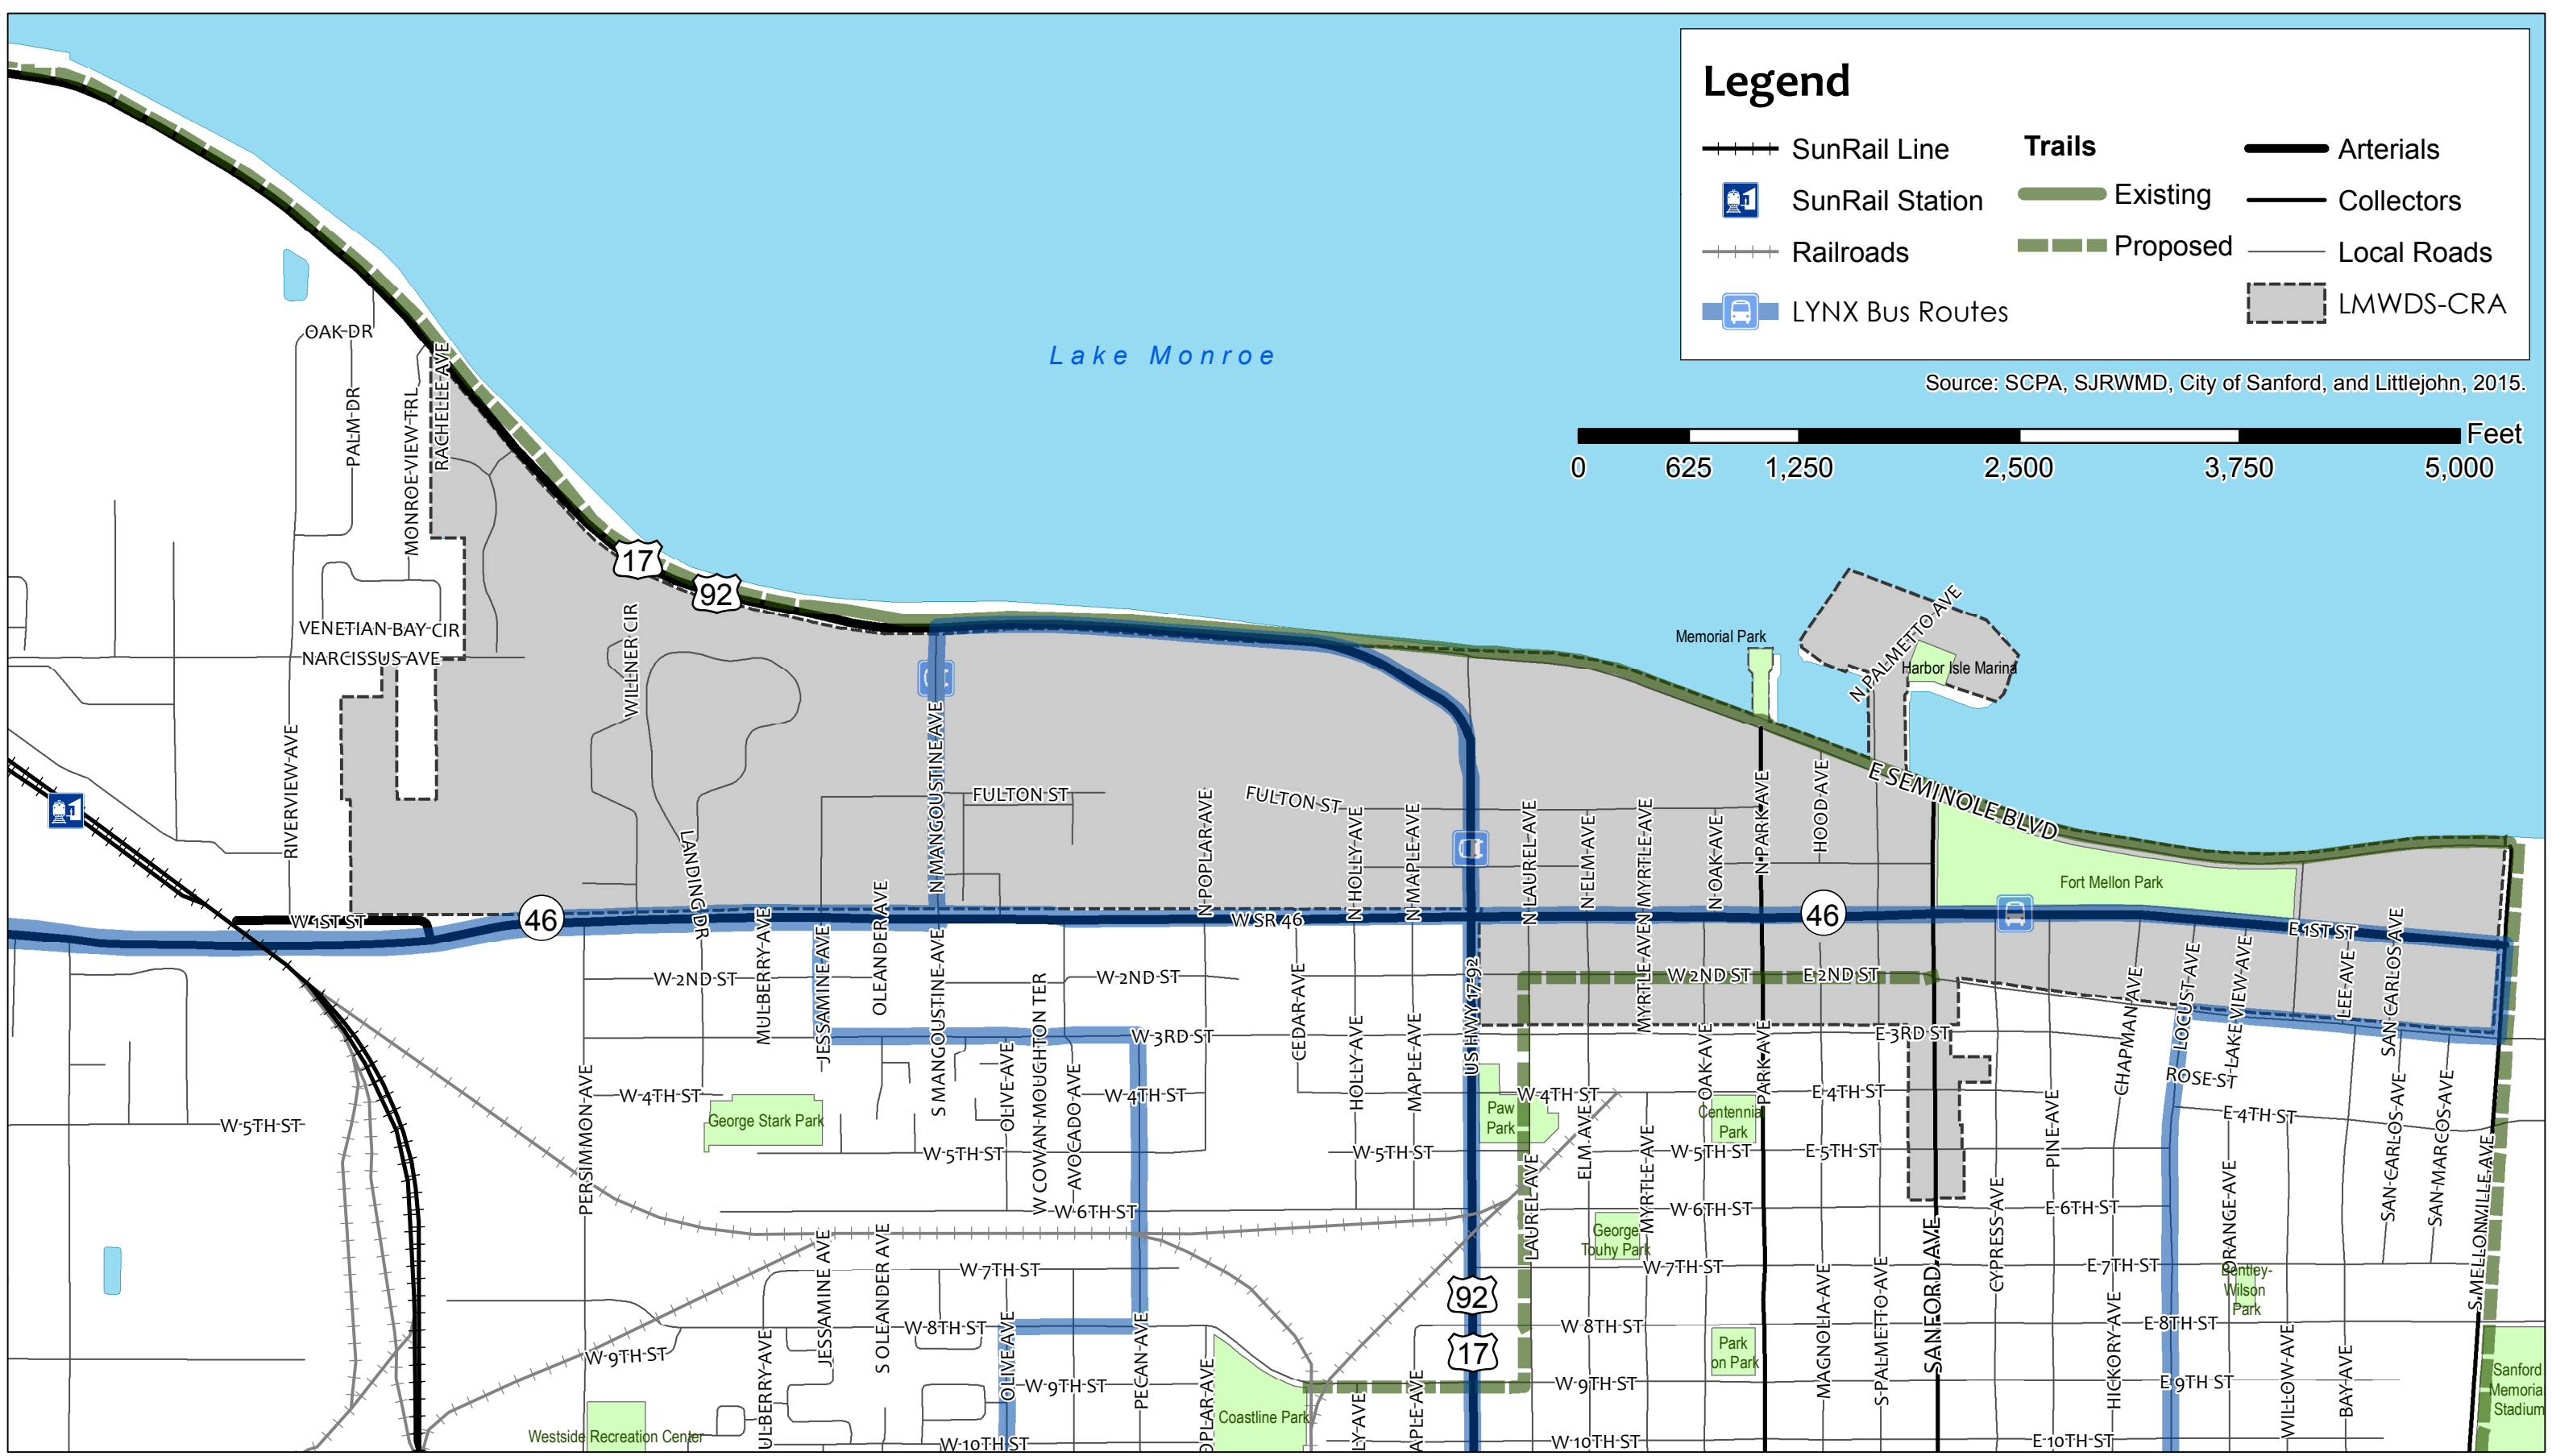 Legend
SunRail Line
SunRail Station
Railroads
LYNX Bus Routes
Trails
Existing
Proposed
Arterials
Collectors
Local Roads
LMWDS-CRA
Source: SCPA, SJRWMD, City of Sanford, and Littlejohn, 2015.
Feet
0 625 1,250 2,500 3,750 5,000
Lake Monroe
OAK DR
PALM DR
MONROE VIEW TRL
RACHELLE AVE
17
92
VENETIAN BAY CIR
NARCISSUS AVE
WILLNER CIR
RIVERVIEW AVE
LANDING DR
N MANGOUSTINE AVE
FULTON ST
FULTON ST
N POPLAR AVE
N HOLLY AVE
N MAPLE AVE
N LAUREL AVE
N ELM AVE
N MYRTLE AVE
N OAK AVE
N PARK AVE
HOOD AVE
Memorial Park
N PALMETTO AVE
Harbor Isle Marina
E SEMINOLE BLVD
Fort Mellon Park
W 1ST ST
46
W SR 46
46
E 1ST ST
MULBERRY AVE
JESSAMINE AVE
OLEANDER AVE
S MANGOUSTINE AVE
W 2ND ST
W 2ND ST
W 2ND ST
E 2ND ST
W COWAN MOUGHTON TER
OLIVE AVE
AVOCADO AVE
CEDAR AVE
HOLLY AVE
MAPLE AVE
US HWY 17-92
MYRTLE AVE
OAK AVE
PARK AVE
W 3RD ST
E 3RD ST
CHAPMAN AVE
LOCUST AVE
LAKE VIEW AVE
LEE AVE
SAN CARLOS AVE
ROSE ST
W 4TH ST
W 4TH ST
W 4TH ST
E 4TH ST
E 4TH ST
George Stark Park
Paw
Park
Centennia
Park
W 5TH ST
W 5TH ST
W 5TH ST
W 5TH ST
E 5TH ST
PERSIMMON AVE
LAUREL AVE
ELM AVE
MYRTLE AVE
PINE AVE
SAN CARLOS AVE
SAN MARCOS AVE
S MELLONVILLE AVE
W 6TH ST
W 6TH ST
E 6TH ST
George
Touhy Park
CYPRESS AVE
ORANGE AVE
JESSAMINE AVE
S OLEANDER AVE
W 7TH ST
W 7TH ST
E 7TH ST
Bentley-
Wilson
Park
92
17
SANFORD AVE
MAGNOLIA AVE
S PALMETTO AVE
HICKORY AVE
WILLOW AVE
BAY AVE
W 8TH ST
W 8TH ST
E 8TH ST
Park
on Park
W 9TH ST
W 9TH ST
W 9TH ST
E 9TH ST
ULBERRY AVE
OLIVE AVE
PECAN AVE
OPLAR AVE
LY AVE
APLE AVE
Coastline Park
Westside Recreation Center
W 10TH ST
W 10TH ST
E 10TH ST
Sanford
Memoria
Stadium